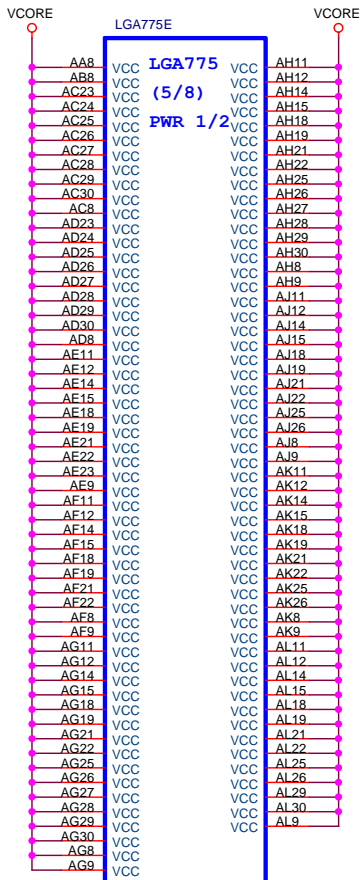 VCORE LGA775E VCORE
AA8 VCC LGA775 VCC AH11
AB8 VCC VCC AH12
AC23 VCC (5/8) VCC AH14
AC24 VCC VCC AH15
AC25 VCC PWR 1/2 VCC AH18
AC26 VCC VCC AH19
AC27 VCC VCC AH21
AC28 VCC VCC AH22
AC29 VCC VCC AH25
AC30 VCC VCC AH26
AC8 VCC VCC AH27
AD23 VCC VCC AH28
AD24 VCC VCC AH29
AD25 VCC VCC AH30
AD26 VCC VCC AH8
AD27 VCC VCC AH9
AD28 VCC VCC AJ11
AD29 VCC VCC AJ12
AD30 VCC VCC AJ14
AD8 VCC VCC AJ15
AE11 VCC VCC AJ18
AE12 VCC VCC AJ19
AE14 VCC VCC AJ21
AE15 VCC VCC AJ22
AE18 VCC VCC AJ25
AE19 VCC VCC AJ26
AE21 VCC VCC AJ8
AE22 VCC VCC AJ9
AE23 VCC VCC AK11
AE9 VCC VCC AK12
AF11 VCC VCC AK14
AF12 VCC VCC AK15
AF14 VCC VCC AK18
AF15 VCC VCC AK19
AF18 VCC VCC AK21
AF19 VCC VCC AK22
AF21 VCC VCC AK25
AF22 VCC VCC AK26
AF8 VCC VCC AK8
AF9 VCC VCC AK9
AG11 VCC VCC AL11
AG12 VCC VCC AL12
AG14 VCC VCC AL14
AG15 VCC VCC AL15
AG18 VCC VCC AL18
AG19 VCC VCC AL19
AG21 VCC VCC AL21
AG22 VCC VCC AL22
AG25 VCC VCC AL25
AG26 VCC VCC AL26
AG27 VCC VCC AL29
AG28 VCC VCC AL30
AG29 VCC VCC AL9
AG30 VCC
AG8 VCC
AG9 VCC